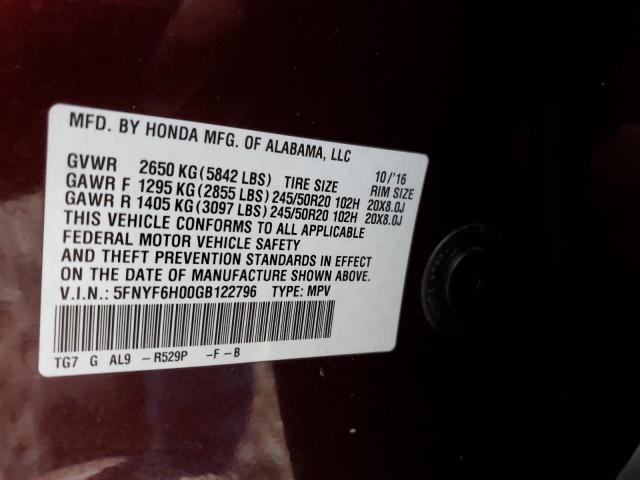 MFD. BY HONDA MFG. OF ALABAMA, LLC
10/'16
GVWR 2650 KG(5842 LBS) TIRE SIZE RIM SIZE
GAWR F 1295 KG(2855 LBS)245/50R20 102H 20X8.0J
GAWR R 1405 KG(3097 LBS)245/50R20 102H 20X8.0J
THIS VEHICLE CONFORMS TO ALL APPLICABLE
FEDERAL MOTOR VEHICLE SAFETY
AND THEFT PREVENTION STANDARDS IN EFFECT
ON THE DATE OF MANUFACTURE SHOWN ABOVE.
V.I.N.: 5FNYF6H00GB122796 TYPE: MPV
TG7 G AL9 -R529P -F-B